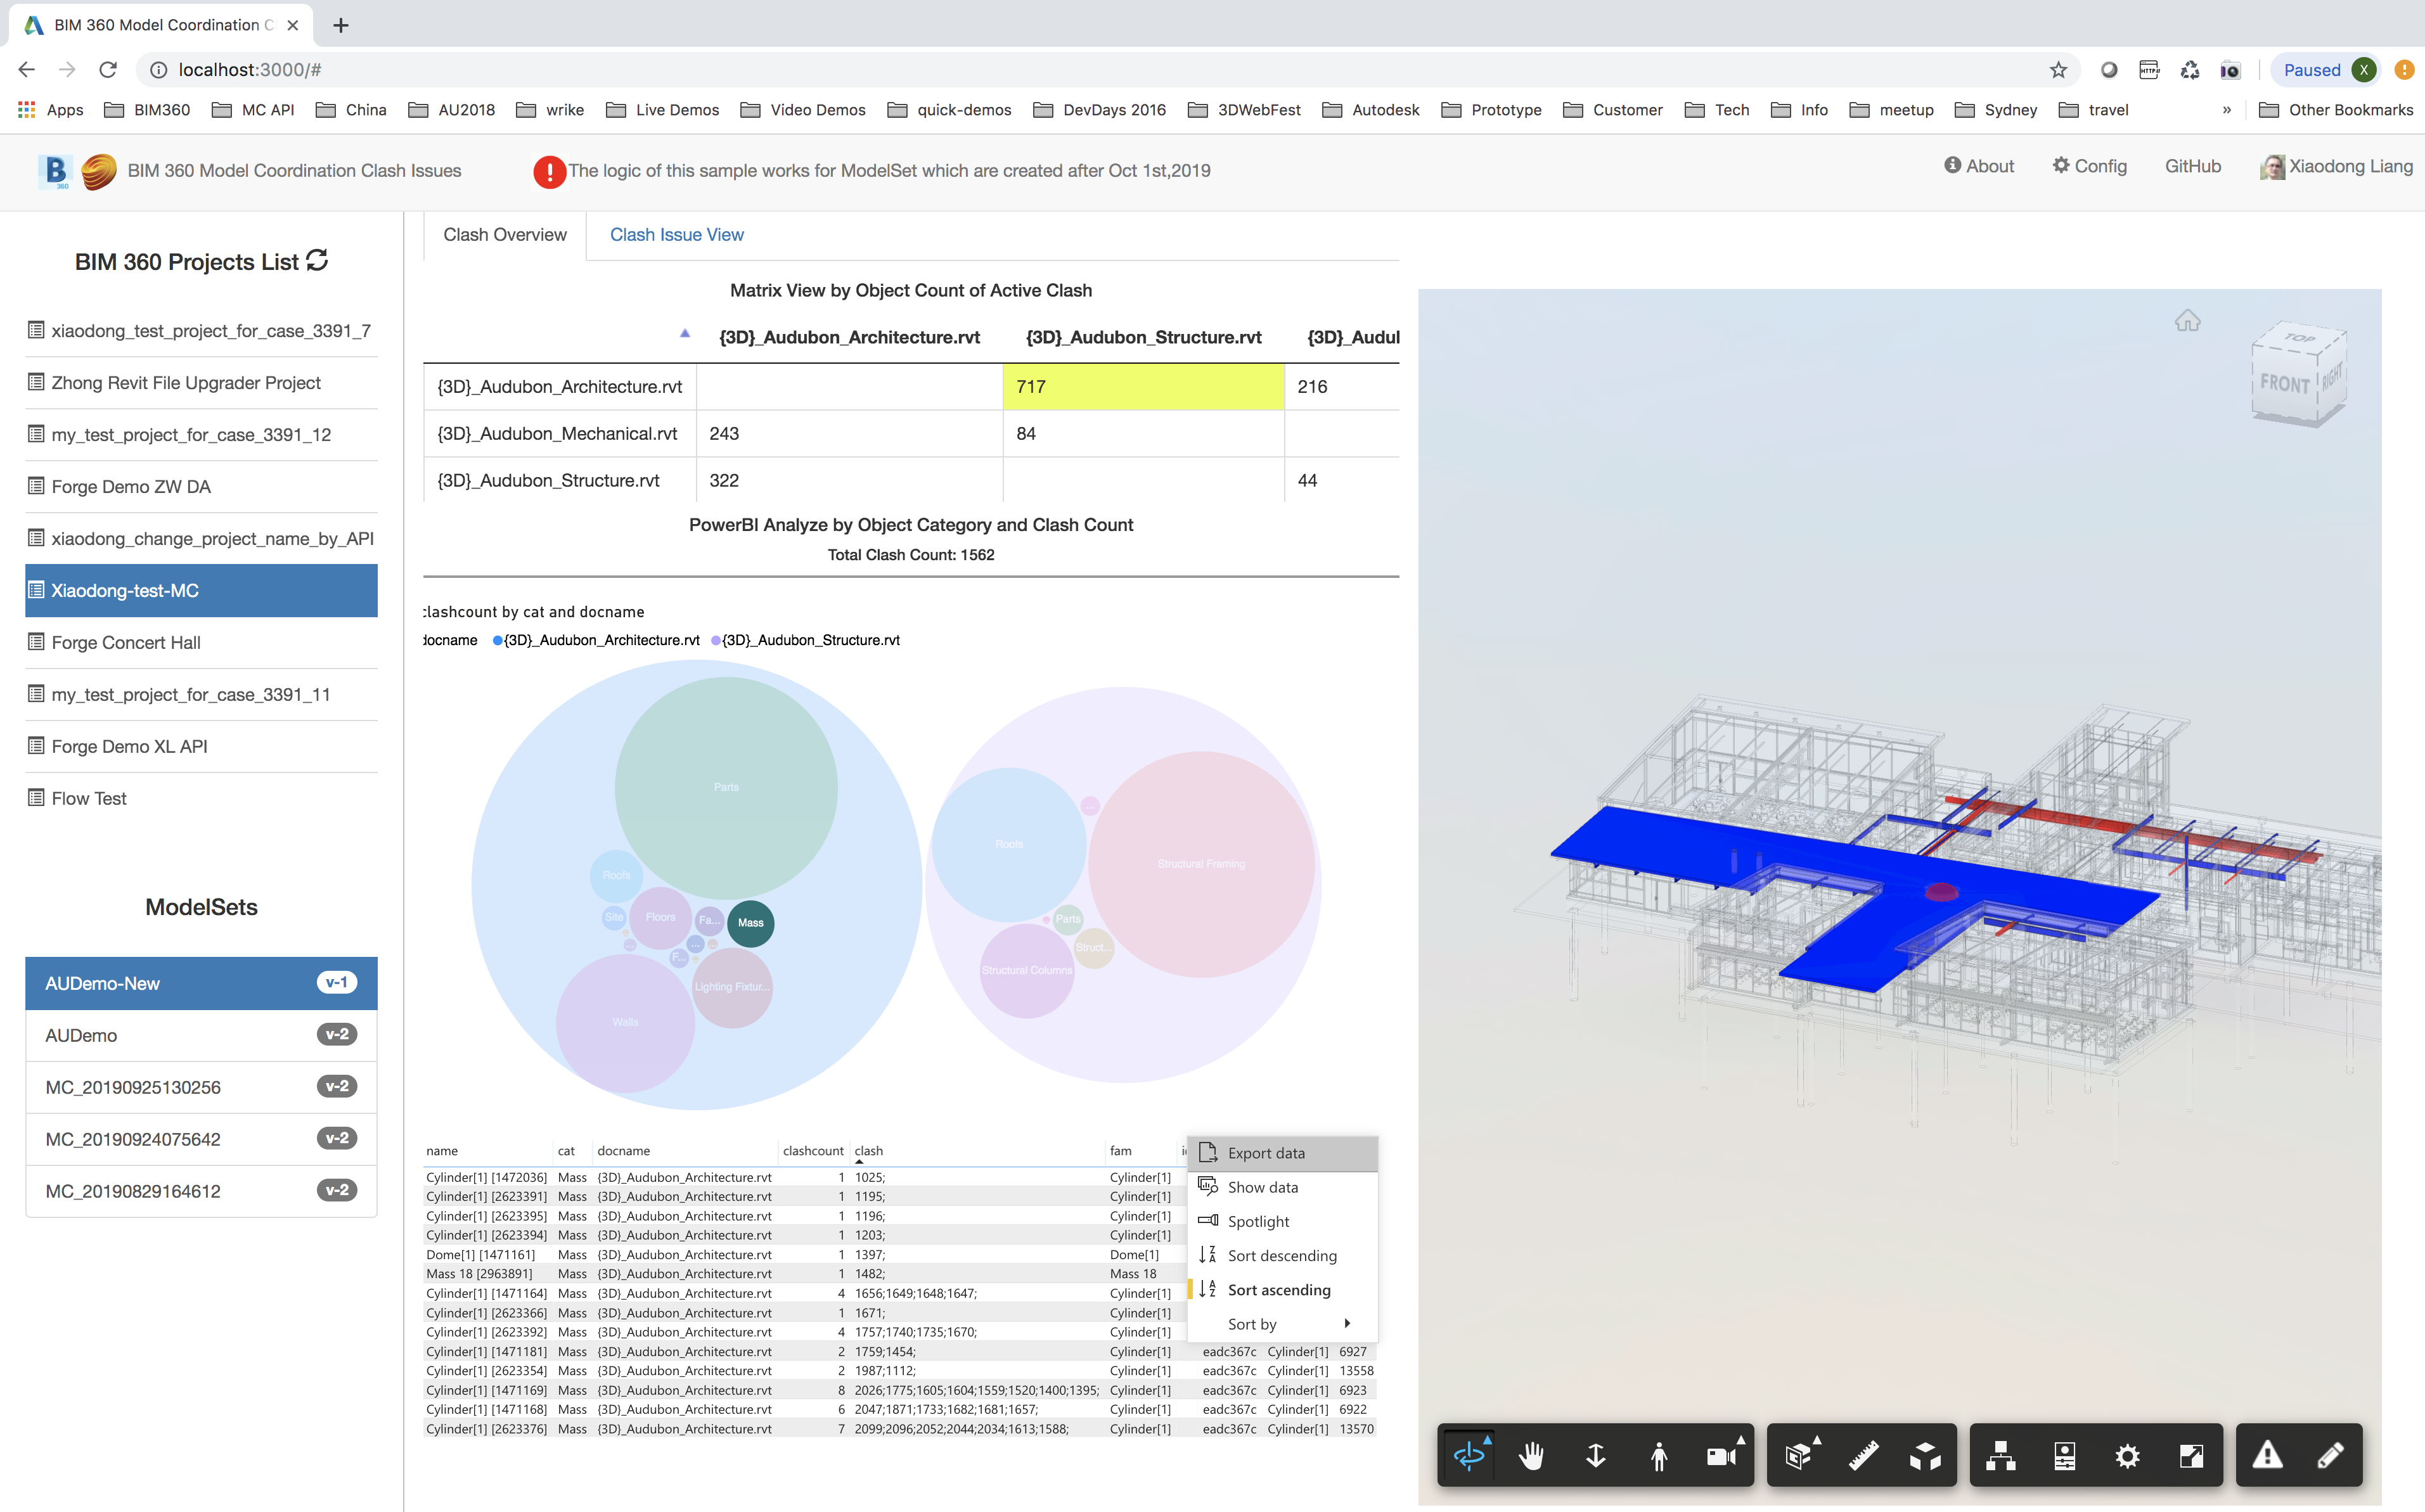 BIM 360 Model Coordination C
localhost:3000/#
Paused X
Apps BIM360 MC API China AU2018 wrike Live Demos Video Demos quick-demos DevDays 2016 3DWebFest Autodesk Prototype Customer Tech Info meetup Sydney travel » Other Bookmarks
B 360 BIM 360 Model Coordination Clash Issues
The logic of this sample works for ModelSet which are created after Oct 1st,2019
About Config GitHub Xiaodong Liang
BIM 360 Projects List
xiaodong_test_project_for_case_3391_7
Zhong Revit File Upgrader Project
my_test_project_for_case_3391_12
Forge Demo ZW DA
xiaodong_change_project_name_by_API
Xiaodong-test-MC
Forge Concert Hall
my_test_project_for_case_3391_11
Forge Demo XL API
Flow Test
ModelSets
AUDemo-New v-1
AUDemo v-2
MC_20190925130256 v-2
MC_20190924075642 v-2
MC_20190829164612 v-2
Clash Overview Clash Issue View
Matrix View by Object Count of Active Clash
{3D}_Audubon_Architecture.rvt {3D}_Audubon_Structure.rvt {3D}_Audul
{3D}_Audubon_Architecture.rvt 717 216
{3D}_Audubon_Mechanical.rvt 243 84
{3D}_Audubon_Structure.rvt 322 44
PowerBI Analyze by Object Category and Clash Count
Total Clash Count: 1562
clashcount by cat and docname
docname {3D}_Audubon_Architecture.rvt {3D}_Audubon_Structure.rvt
Parts
Roofs
Site
Floors
Fa...
Mass
...
F...
Lighting Fixtur...
Walls
Roofs
...
Structural Framing
Parts
Struct...
Structural Columns
name cat docname clashcount clash fam
Cylinder[1] [1472036] Mass {3D}_Audubon_Architecture.rvt 1 1025; Cylinder[1]
Cylinder[1] [2623391] Mass {3D}_Audubon_Architecture.rvt 1 1195; Cylinder[1]
Cylinder[1] [2623395] Mass {3D}_Audubon_Architecture.rvt 1 1196; Cylinder[1]
Cylinder[1] [2623394] Mass {3D}_Audubon_Architecture.rvt 1 1203; Cylinder[1]
Dome[1] [1471161] Mass {3D}_Audubon_Architecture.rvt 1 1397; Dome[1]
Mass 18 [2963891] Mass {3D}_Audubon_Architecture.rvt 1 1482; Mass 18
Cylinder[1] [1471164] Mass {3D}_Audubon_Architecture.rvt 4 1656;1649;1648;1647; Cylinder[1]
Cylinder[1] [2623366] Mass {3D}_Audubon_Architecture.rvt 1 1671; Cylinder[1]
Cylinder[1] [2623392] Mass {3D}_Audubon_Architecture.rvt 4 1757;1740;1735;1670; Cylinder[1]
Cylinder[1] [1471181] Mass {3D}_Audubon_Architecture.rvt 2 1759;1454; Cylinder[1] eadc367c Cylinder[1] 6927
Cylinder[1] [2623354] Mass {3D}_Audubon_Architecture.rvt 2 1987;1112; Cylinder[1] eadc367c Cylinder[1] 13558
Cylinder[1] [1471169] Mass {3D}_Audubon_Architecture.rvt 8 2026;1775;1605;1604;1559;1520;1400;1395; Cylinder[1] eadc367c Cylinder[1] 6923
Cylinder[1] [1471168] Mass {3D}_Audubon_Architecture.rvt 6 2047;1871;1733;1682;1681;1657; Cylinder[1] eadc367c Cylinder[1] 6922
Cylinder[1] [2623376] Mass {3D}_Audubon_Architecture.rvt 7 2099;2096;2052;2044;2034;1613;1588; Cylinder[1] eadc367c Cylinder[1] 13570
Export data
Show data
Spotlight
Sort descending
Sort ascending
Sort by
TOP
FRONT RIGHT